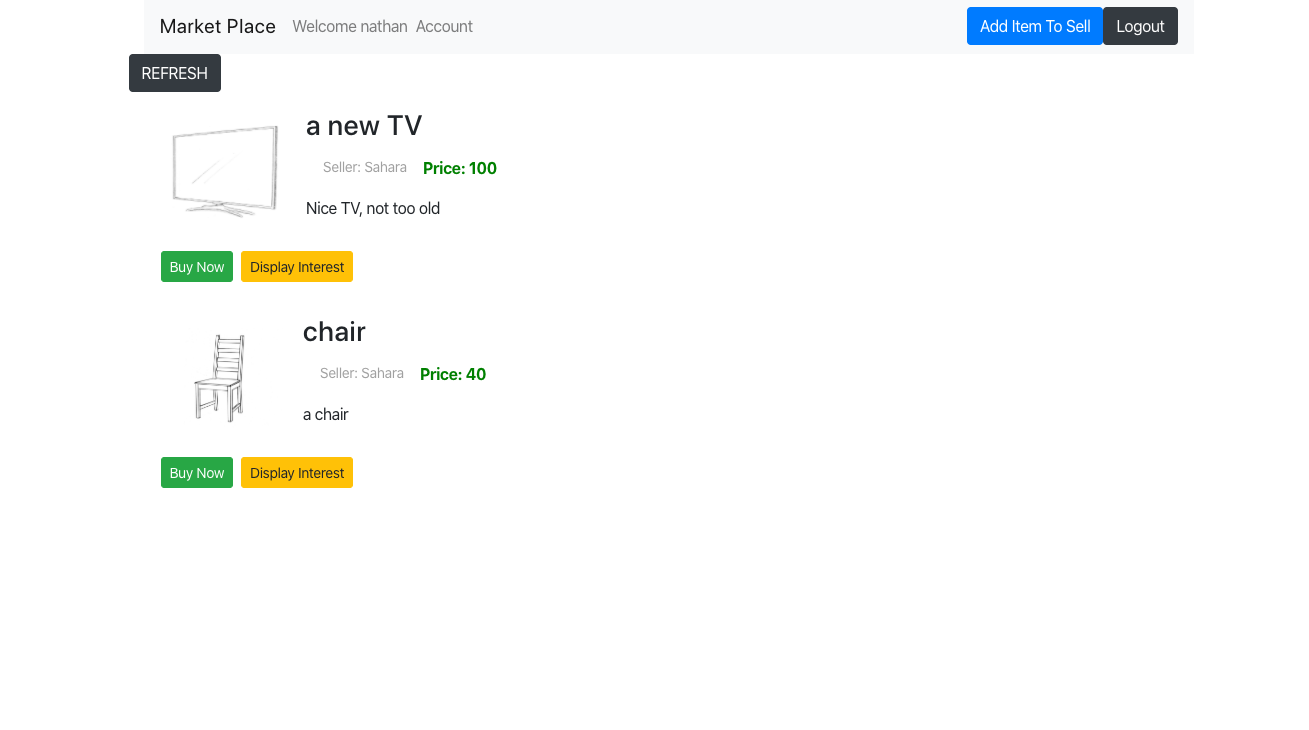 Market Place Welcome nathan Account Add Item To Sell Logout
REFRESH
a new TV
Seller: Sahara Price: 100
Nice TV, not too old
Buy Now Display Interest
chair
Seller: Sahara Price: 40
a chair
Buy Now Display Interest